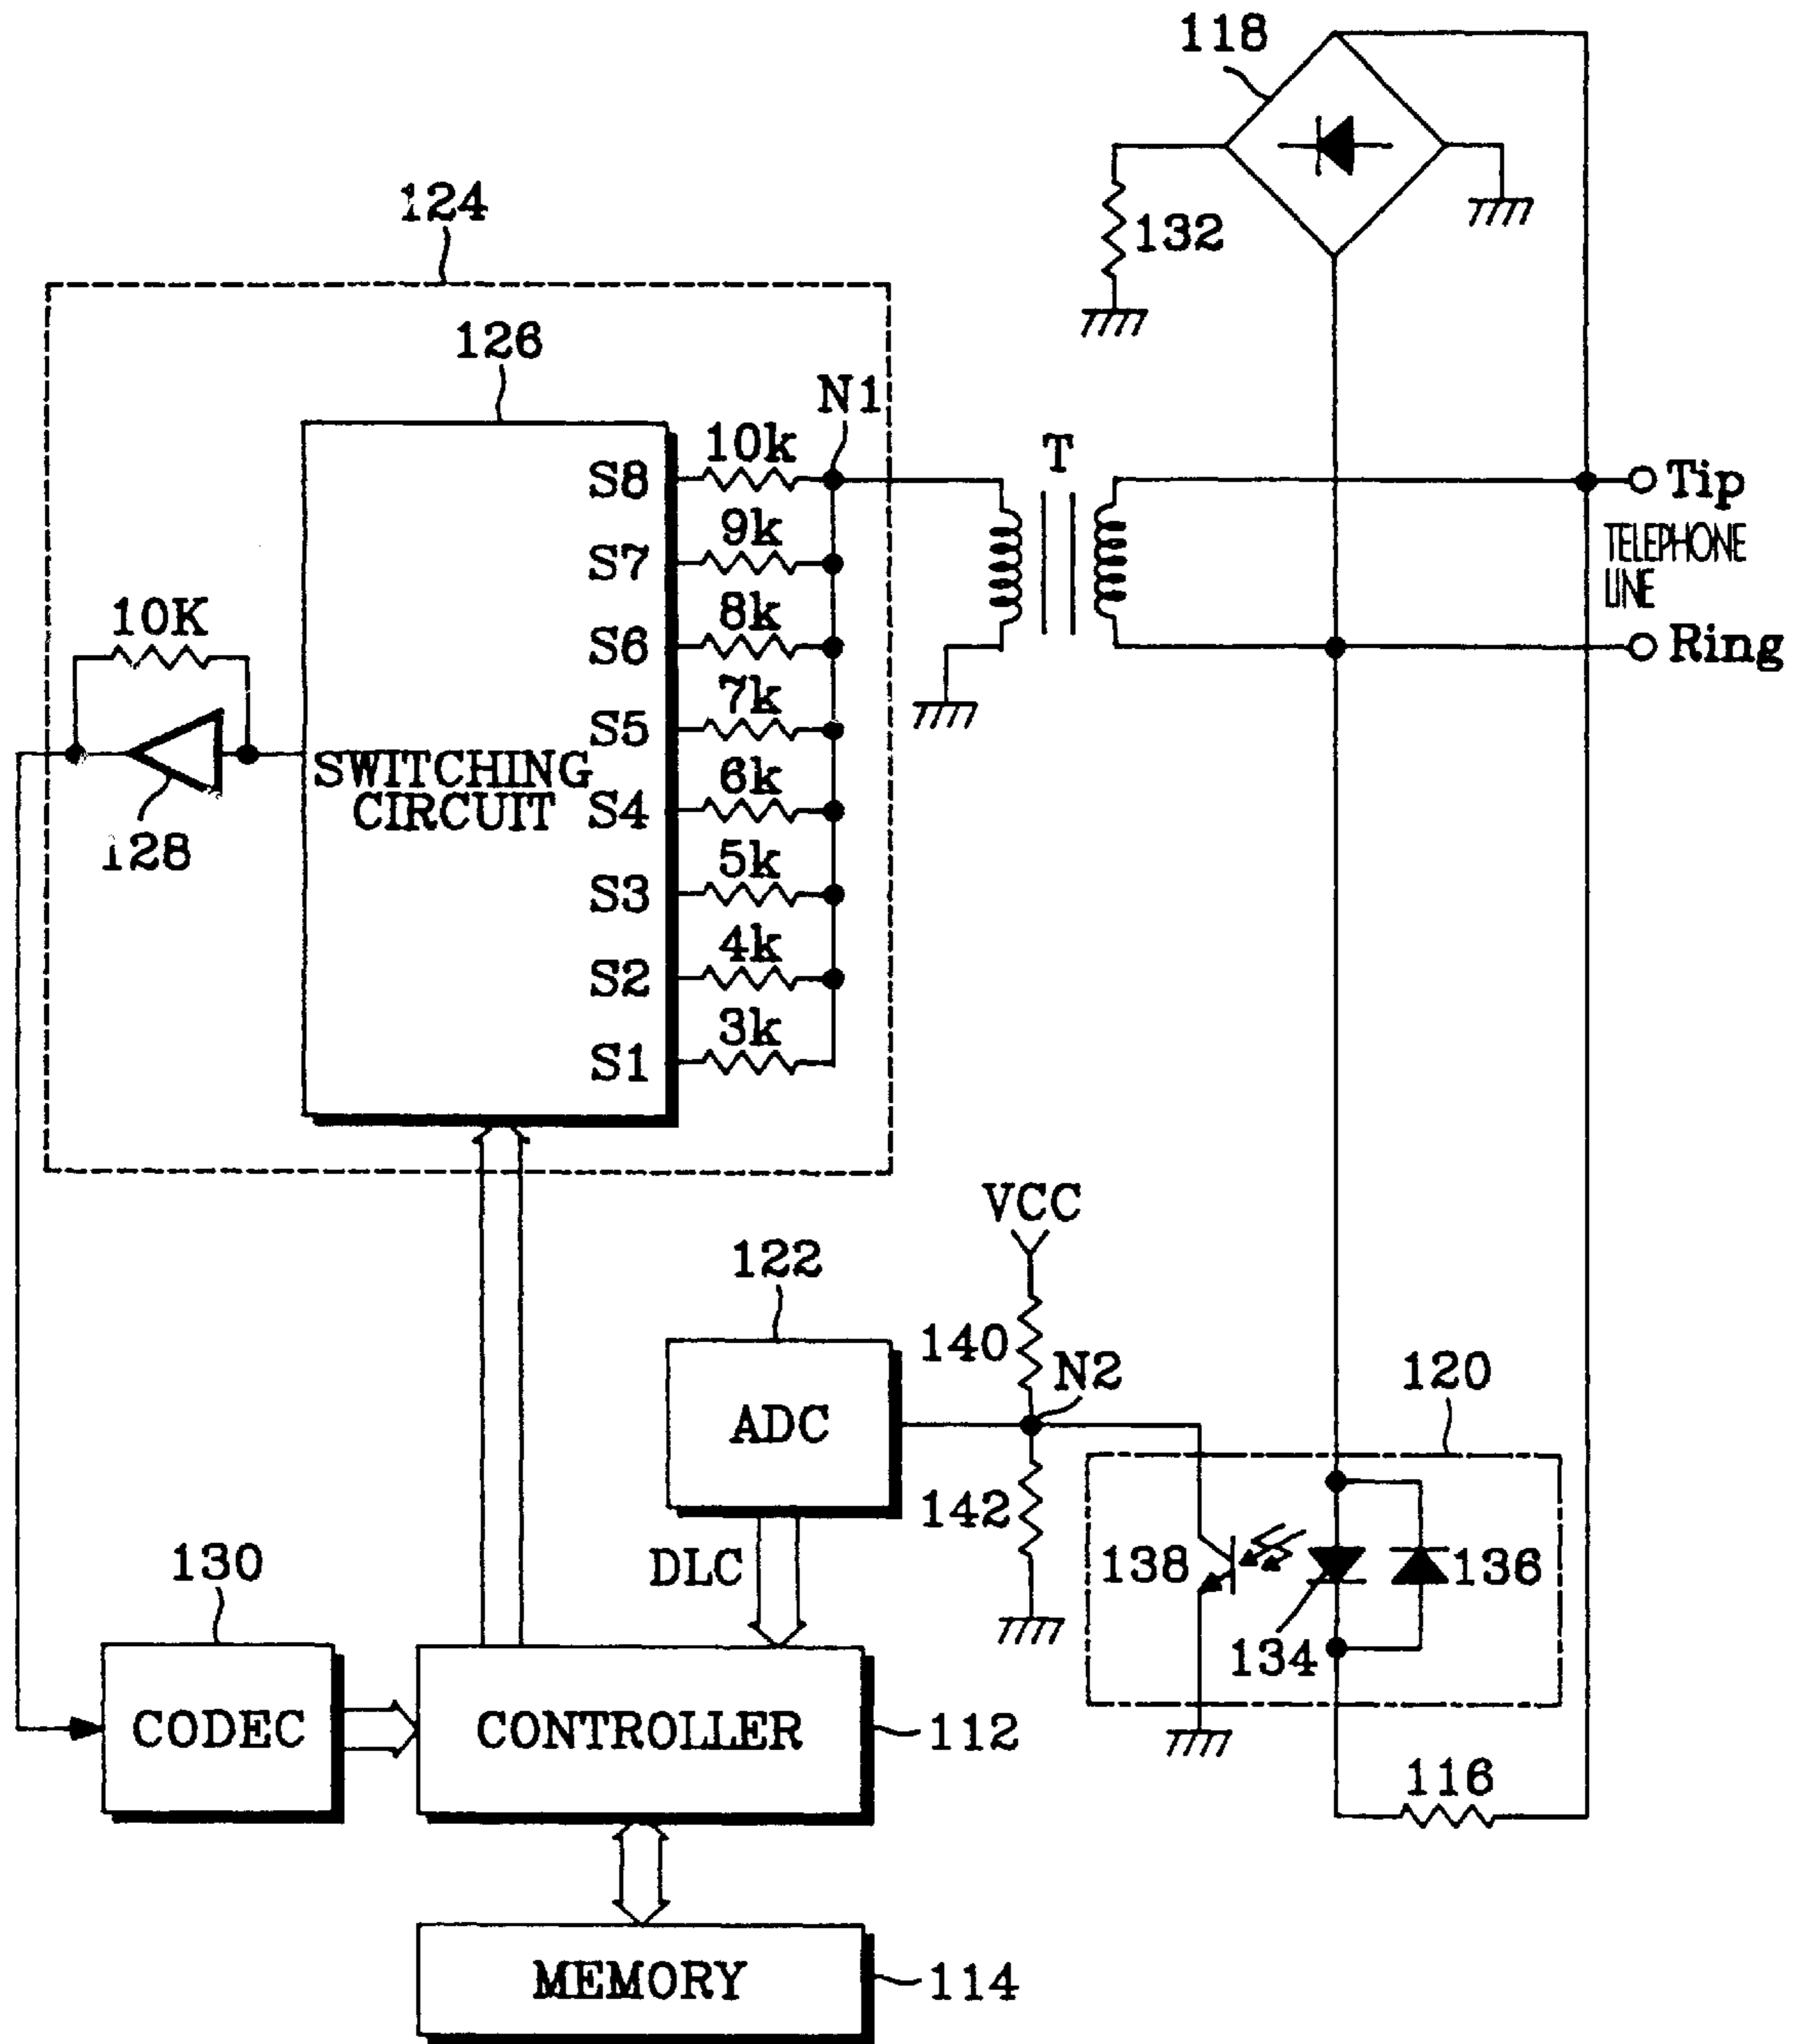 118
124
132
126
N1
10k
T
S8
Tip
9k
S7
TELEPHONE
LINE
8k
10K
S6
Ring
7k
S5
SWITCHING
CIRCUIT
6k
S4
128
5k
S3
4k
S2
3k
S1
VCC
122
140
N2
120
ADC
142
130
DLC
138
136
134
CODEC
CONTROLLER
112
116
MEMORY
114